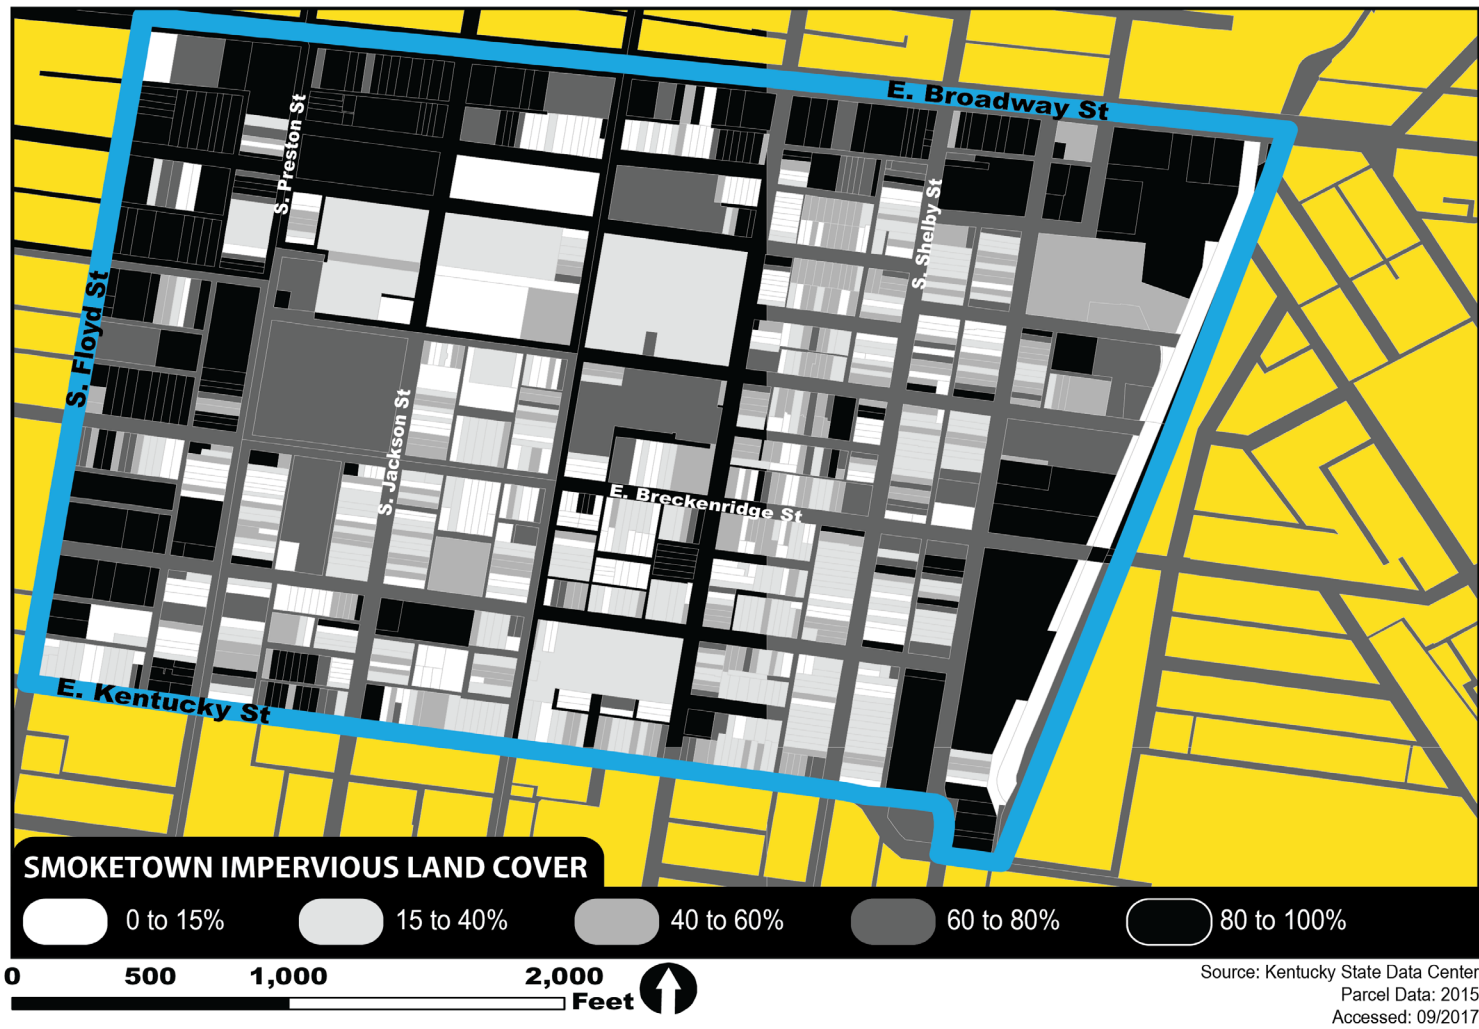 E. Broadway St
S. Preston St
S. Shelby St
S. Floyd St
S. Jackson St
E. Breckenridge St
E. Kentucky St
SMOKETOWN IMPERVIOUS LAND COVER
0 to 15%
15 to 40%
40 to 60%
60 to 80%
80 to 100%
0 500 1,000 2,000
Feet
Source: Kentucky State Data Center
Parcel Data: 2015
Accessed: 09/2017